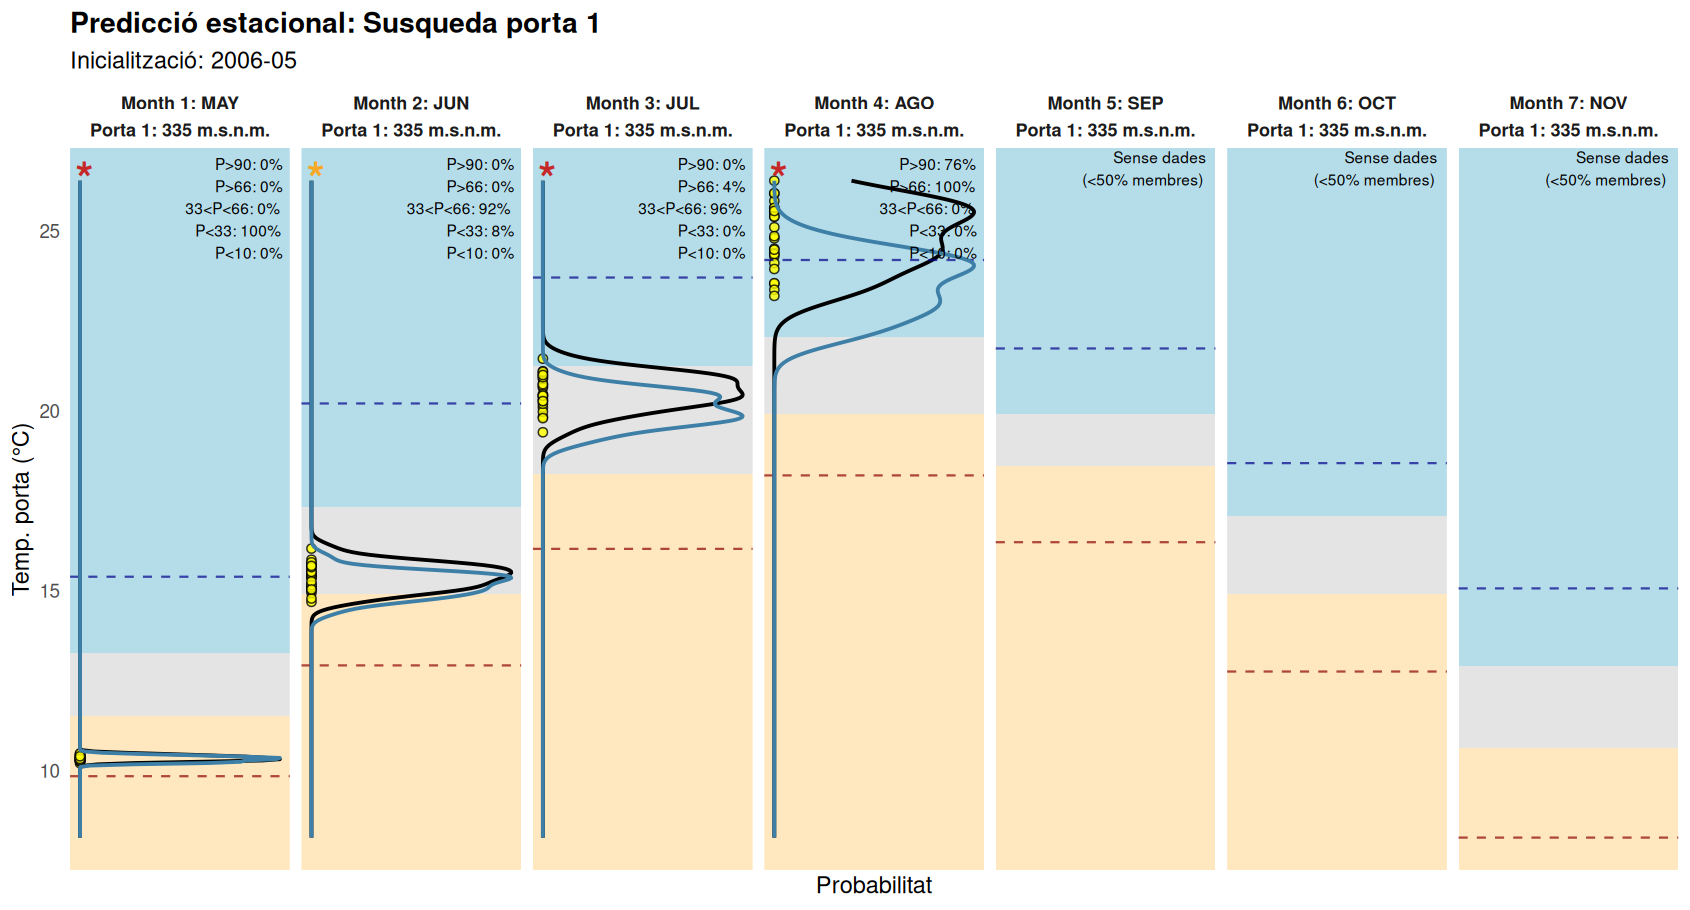 Predicció estacional: Susqueda porta 1
Inicialització: 2006-05
Month 1: MAY
Porta 1: 335 m.s.n.m.
Month 2: JUN
Porta 1: 335 m.s.n.m.
Month 3: JUL
Porta 1: 335 m.s.n.m.
Month 4: AGO
Porta 1: 335 m.s.n.m.
Month 5: SEP
Porta 1: 335 m.s.n.m.
Month 6: OCT
Porta 1: 335 m.s.n.m.
Month 7: NOV
Porta 1: 335 m.s.n.m.
*
P>90: 0%
P>66: 0%
33<P<66: 0%
P<33: 100%
P<10: 0%
*
P>90: 0%
P>66: 0%
33<P<66: 92%
P<33: 8%
P<10: 0%
*
P>90: 0%
P>66: 4%
33<P<66: 96%
P<33: 0%
P<10: 0%
*
P>90: 76%
P>66: 100%
33<P<66: 0%
P<33: 0%
P<10: 0%
Sense dades
(<50% membres)
Sense dades
(<50% membres)
Sense dades
(<50% membres)
Temp. porta (°C)
25
20
15
10
Probabilitat